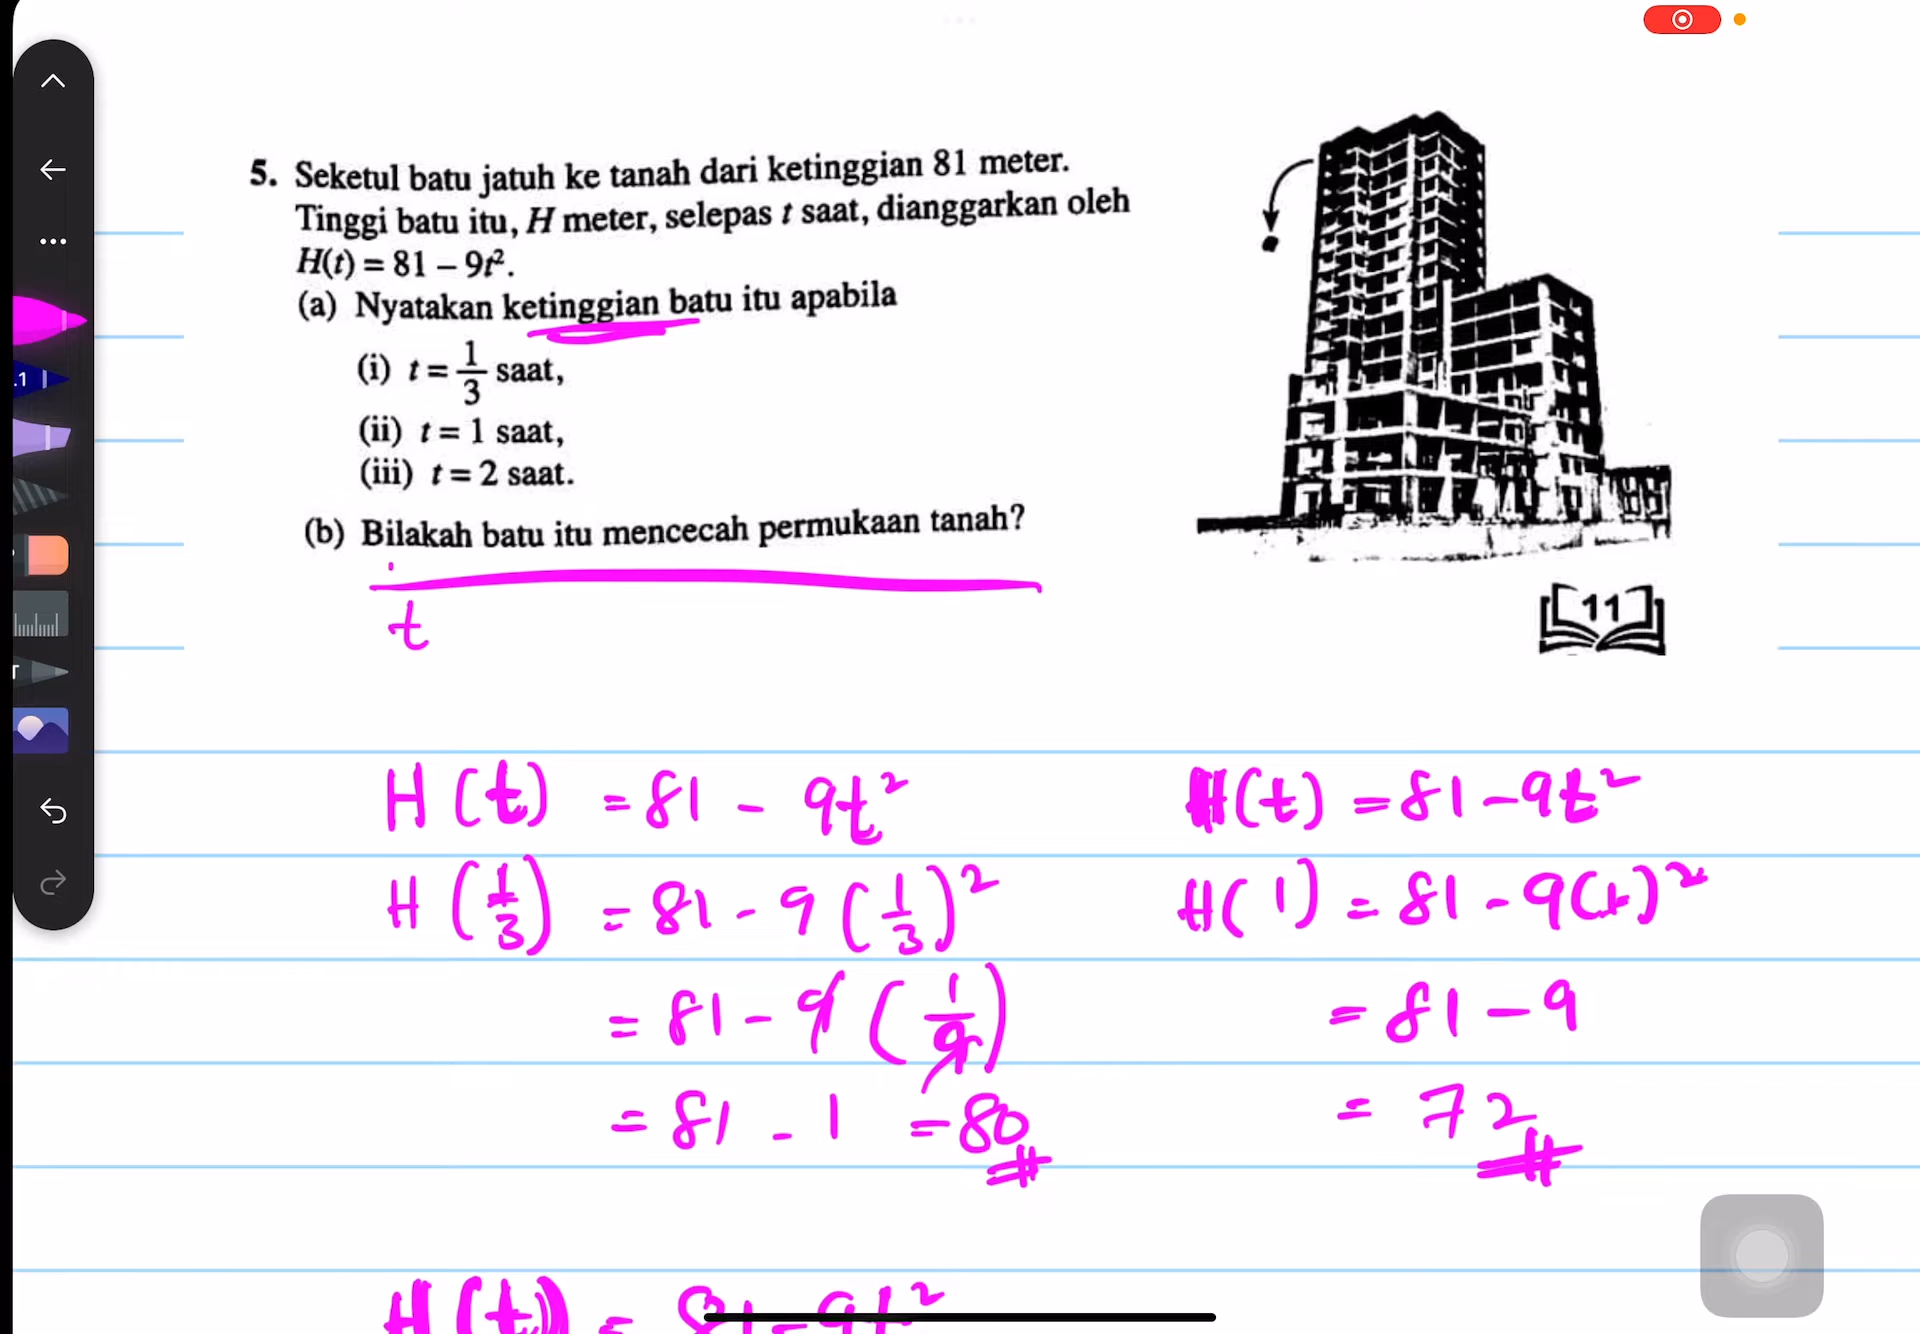 5. Seketul batu jatuh ke tanah dari ketinggian 81 meter.
Tinggi batu itu, H meter, selepas t saat, dianggarkan oleh
H(t) = 81 – 9t².
(a) Nyatakan ketinggian batu itu apabila
(i) t = 1/3 saat,
(ii) t = 1 saat,
(iii) t = 2 saat.
(b) Bilakah batu itu mencecah permukaan tanah?
t
11
H(t) = 81 - 9t²
H(1/3) = 81 - 9(1/3)²
= 81 - 9(1/9)
= 81 - 1 = 80
H(t) = 81 - 9t²
H(1) = 81 - 9(1)²
= 81 - 9
= 72
H(t) = 81 - 9t²
.1